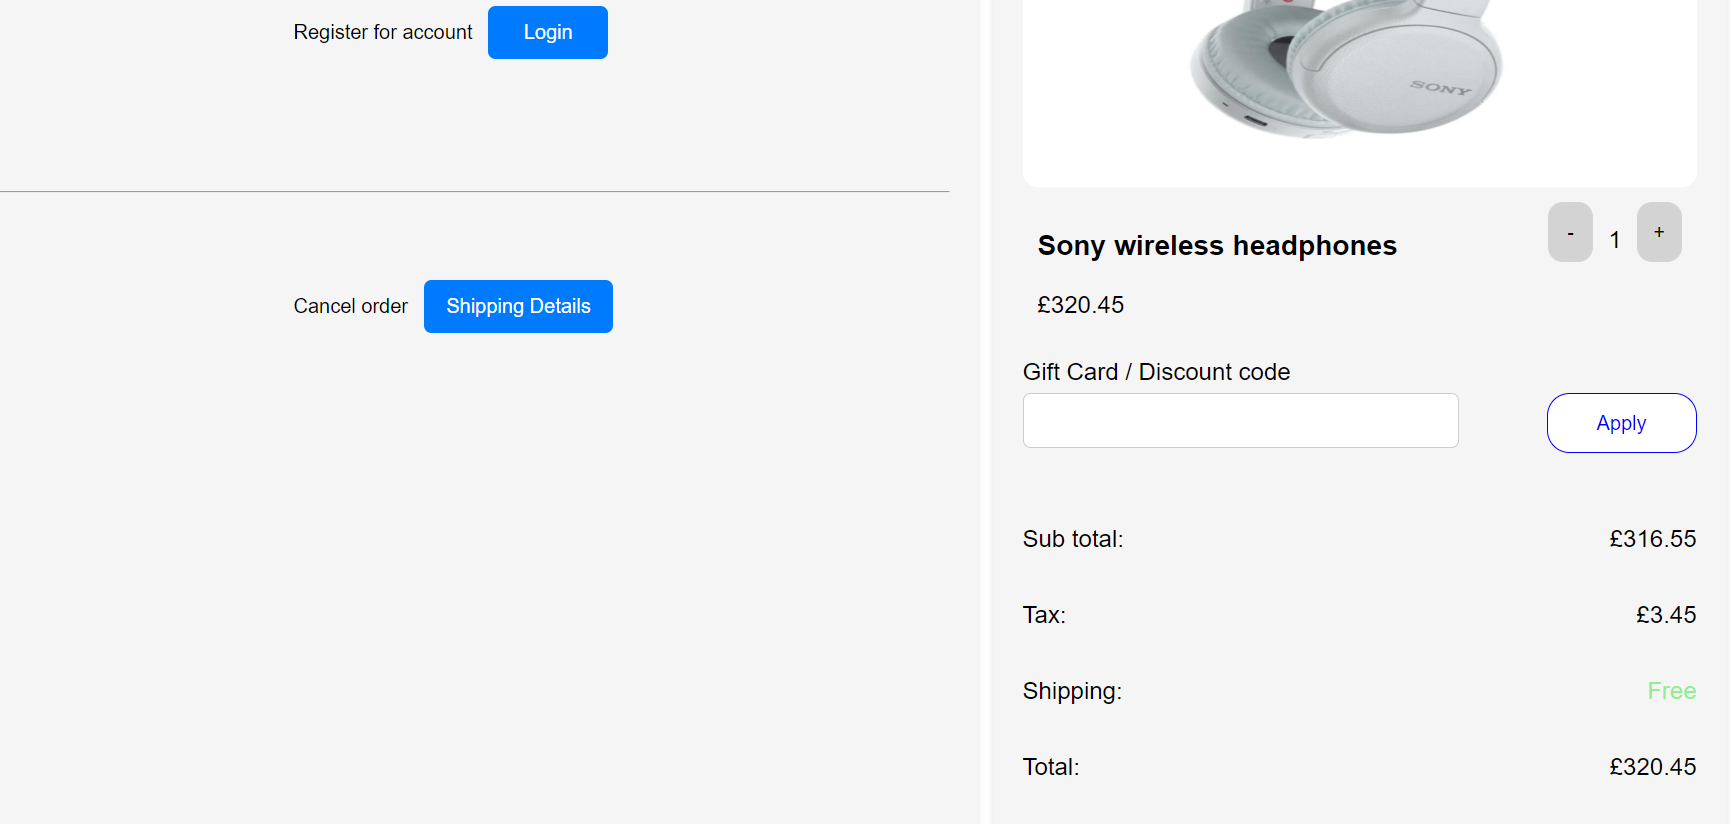 Register for account
Login
Cancel order
Shipping Details
SONY
Sony wireless headphones
-
1
+
£320.45
Gift Card / Discount code
Apply
Sub total:
£316.55
Tax:
£3.45
Shipping:
Free
Total:
£320.45